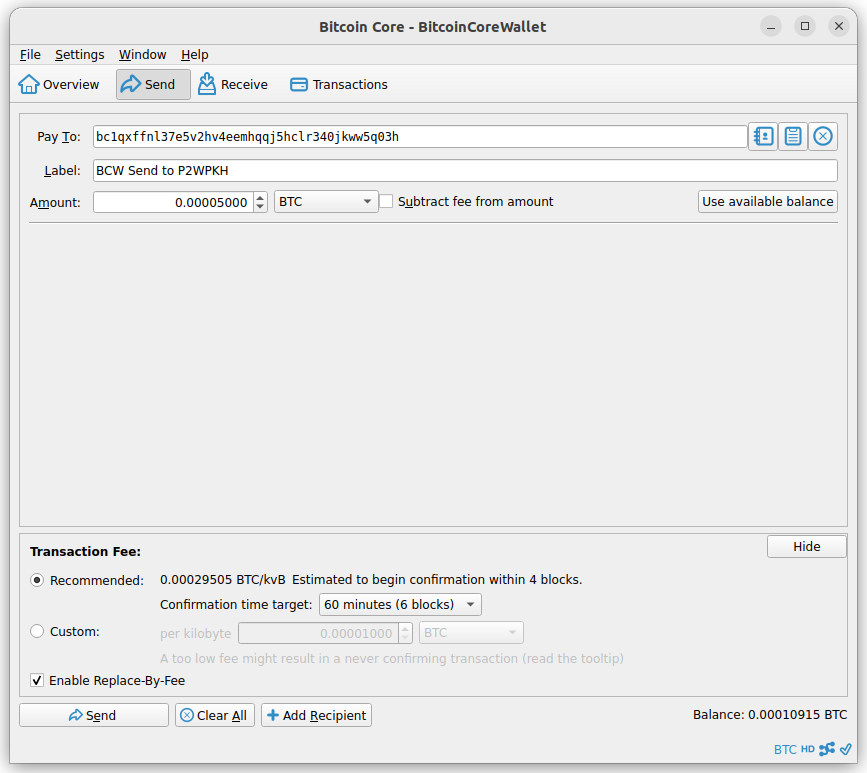 Bitcoin Core - BitcoinCoreWallet
File Settings Window Help
Overview Send Receive Transactions
Pay To: bc1qxffnl37e5v2hv4eemhqqj5hclr340jkww5q03h
Label: BCW Send to P2WPKH
Amount: 0.00005000 BTC Subtract fee from amount Use available balance
Transaction Fee: Hide
Recommended: 0.00029505 BTC/kvB Estimated to begin confirmation within 4 blocks.
Confirmation time target: 60 minutes (6 blocks)
Custom: per kilobyte 0.00001000 BTC
A too low fee might result in a never confirming transaction (read the tooltip)
Enable Replace-By-Fee
Send Clear All Add Recipient Balance: 0.00010915 BTC
BTC HD